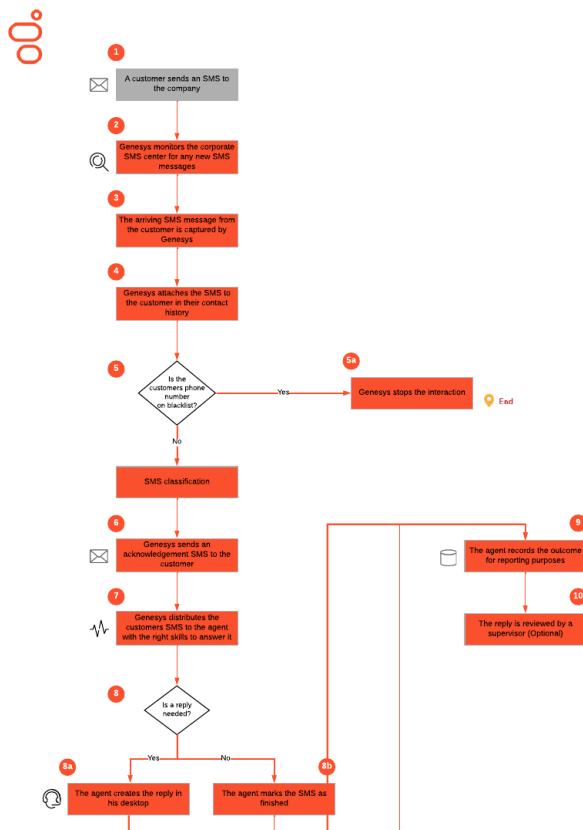 1
A customer sends an SMS to
the company
2
Genesys monitors the corporate
SMS center for any new SMS
messages
3
The arriving SMS message from
the customer is captured by
Genesys
4
Genesys attaches the SMS to
the customer in their contact
history
5
Is the
customers phone
number
on blacklist?
Yes
5a
Genesys stops the interaction
End
No
SMS classification
6
Genesys sends an
acknowledgement SMS to the
customer
7
Genesys distributes the
customers SMS to the agent
with the right skills to answer it
8
Is a reply
needed?
Yes
No
8a
The agent creates the reply in
his desktop
8b
The agent marks the SMS as
finished
9
The agent records the outcome
for reporting purposes
10
The reply is reviewed by a
supervisor (Optional)